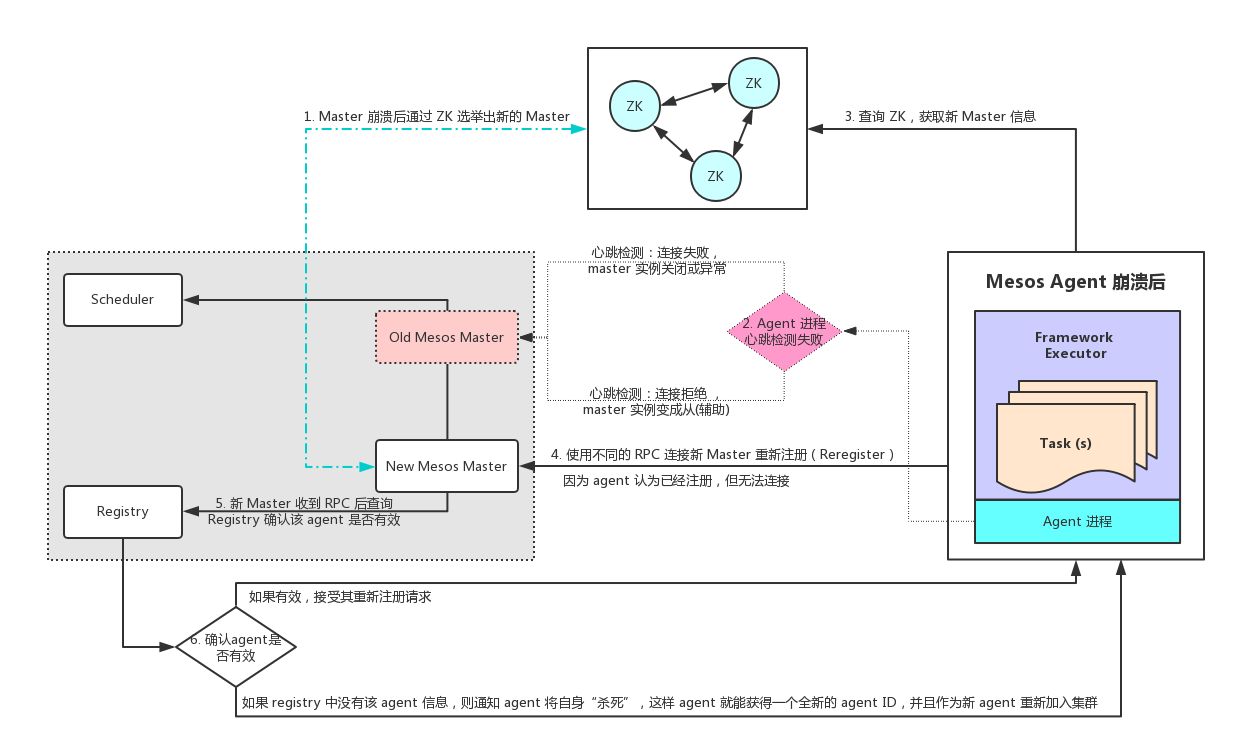 ZK
ZK
ZK
1. Master 崩溃后通过 ZK 选举出新的 Master
3. 查询 ZK，获取新 Master 信息
心跳检测：连接失败，
master 实例关闭或异常
Mesos Agent 崩溃后
Scheduler
Old Mesos Master
2. Agent 进程
心跳检测失败
Framework
Executor
心跳检测：连接拒绝 ，
master 实例变成从(辅助)
Task (s)
4. 使用不同的 RPC 连接新 Master 重新注册（ Reregister ）
New Mesos Master
因为 agent 认为已经注册，但无法连接
5. 新 Master 收到 RPC 后查询
Registry 确认该 agent 是否有效
Registry
Agent 进程
如果有效，接受其重新注册请求
6. 确认agent是
否有效
如果 registry 中没有该 agent 信息，则通知 agent 将自身“杀死”，这样 agent 就能获得一个全新的 agent ID，并且作为新 agent 重新加入集群